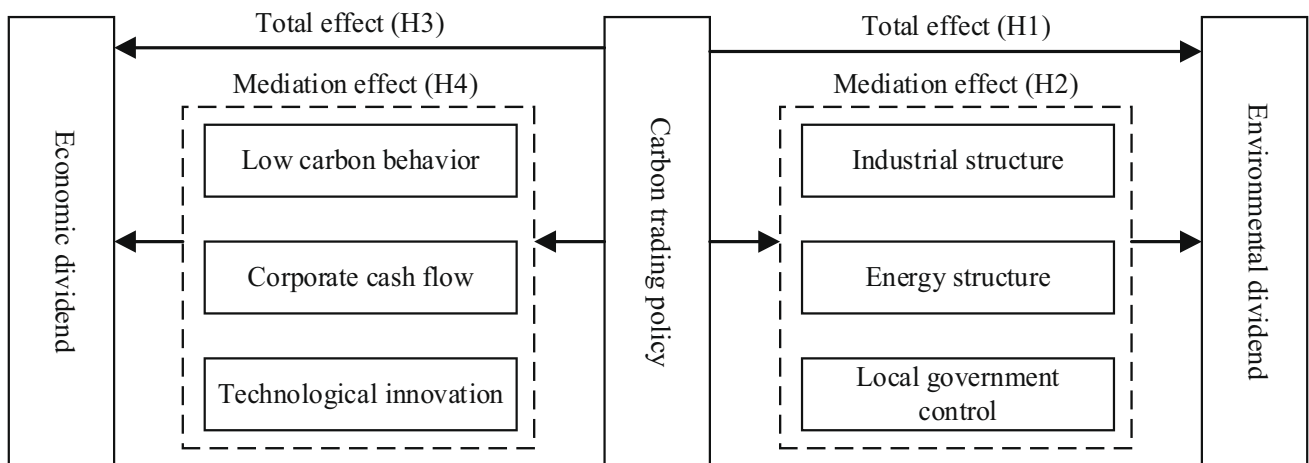 Total effect (H3)
Total effect (H1)
Mediation effect (H4)
Mediation effect (H2)
Economic dividend
Low carbon behavior
Corporate cash flow
Technological innovation
Carbon trading policy
Industrial structure
Energy structure
Local government
control
Environmental dividend